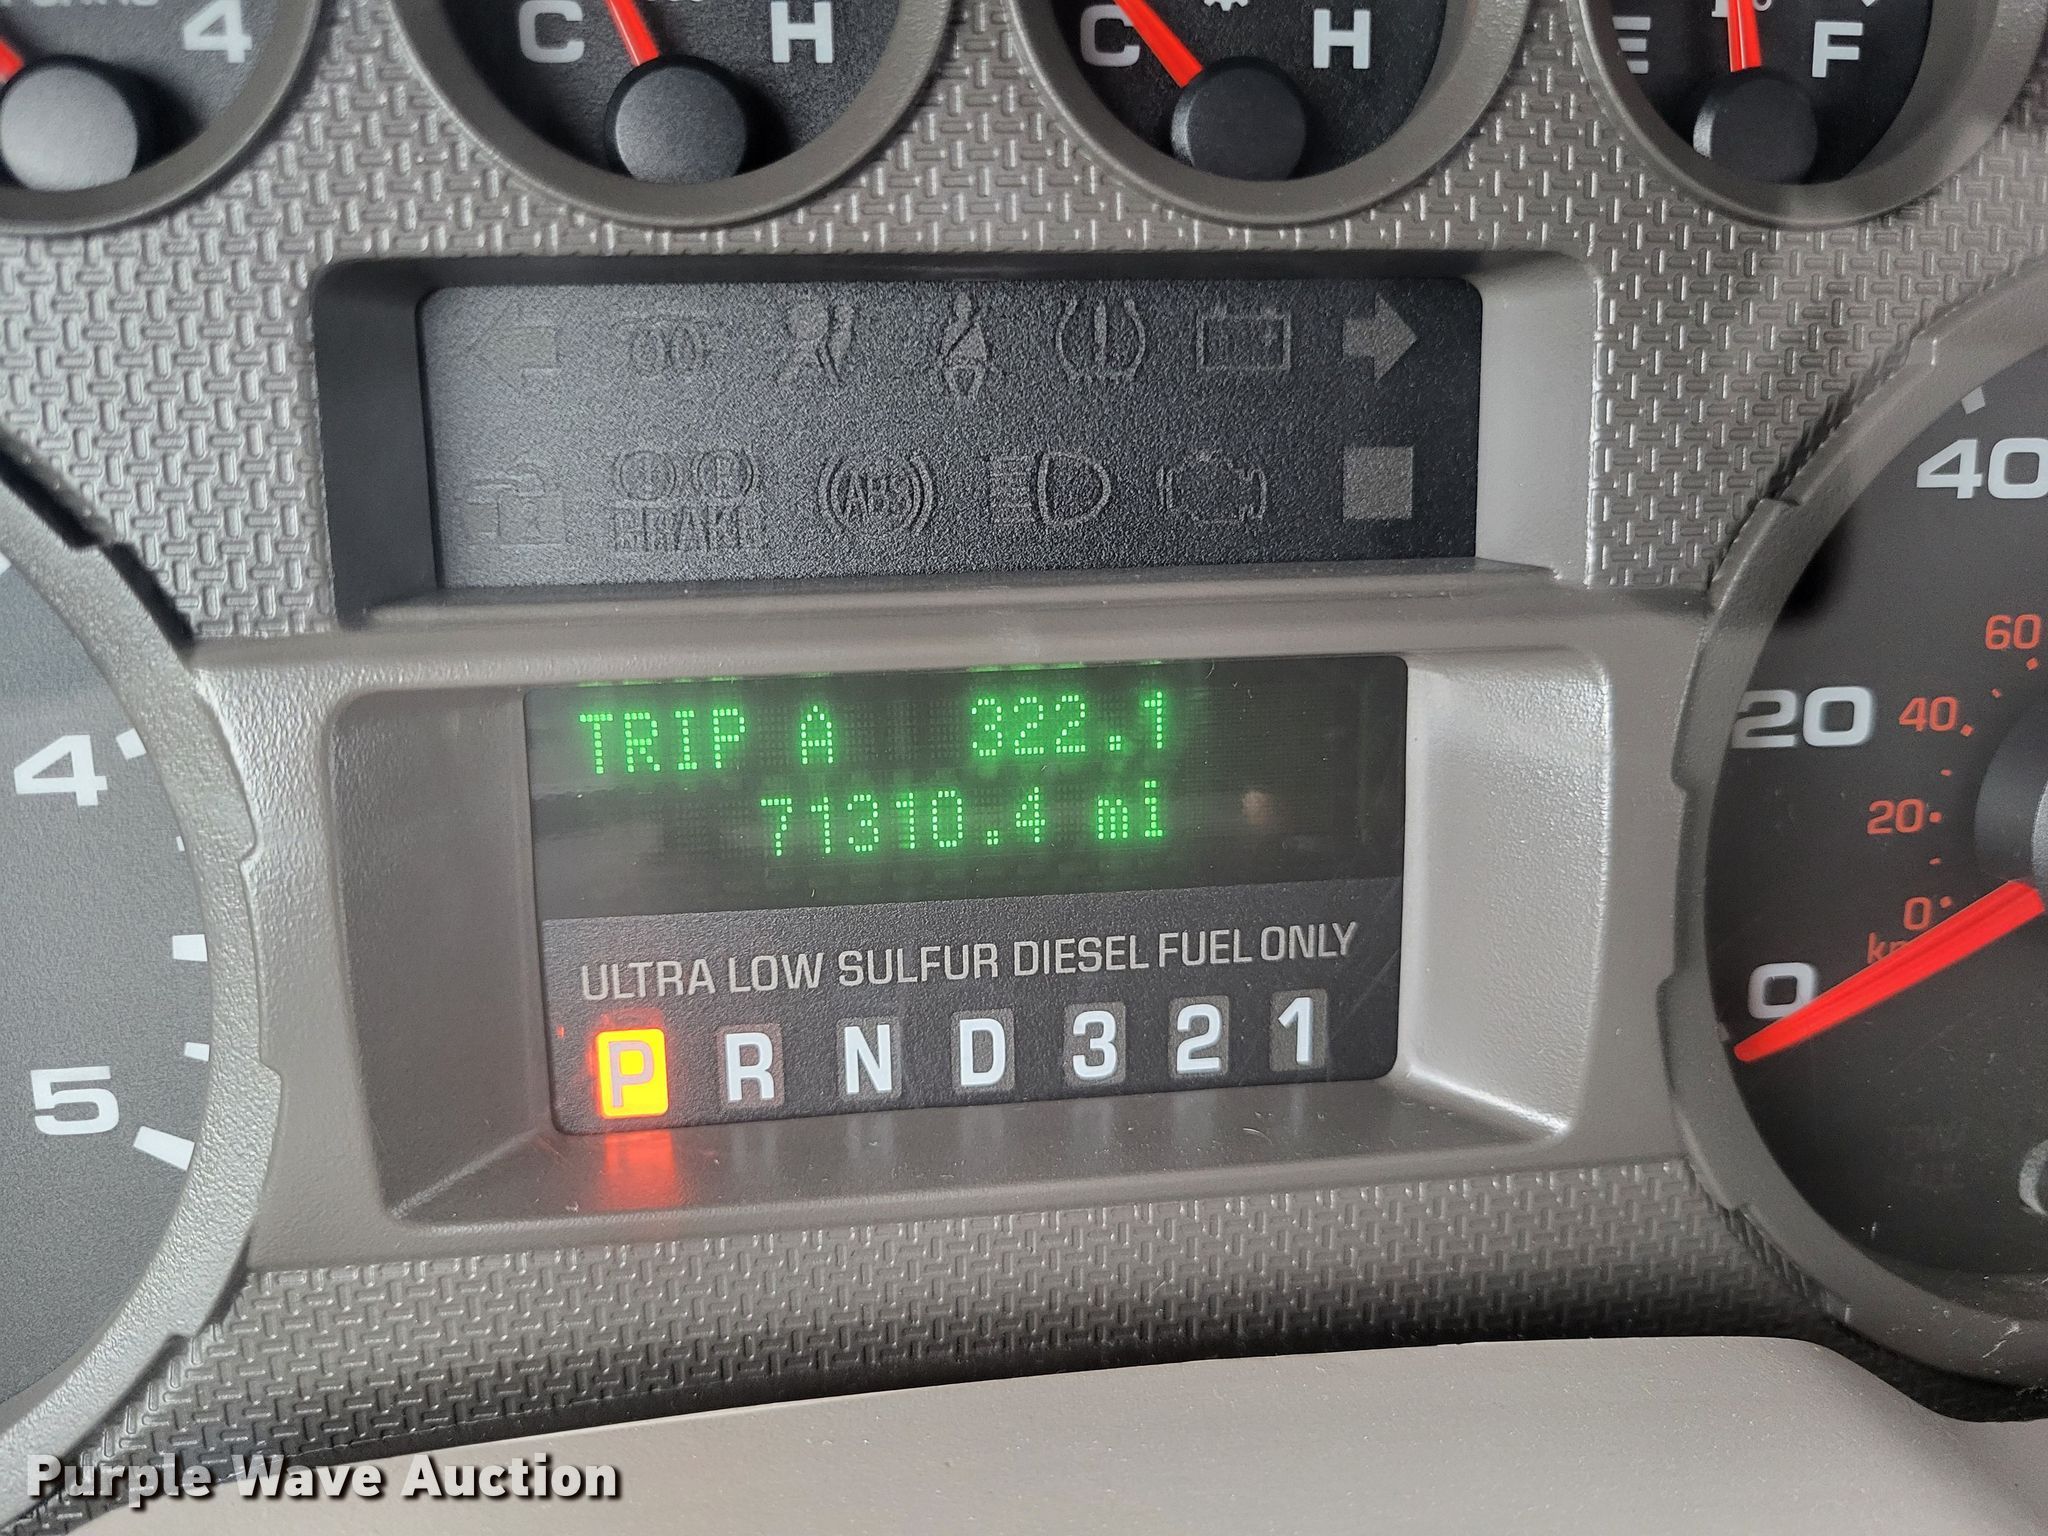 4
C H
C H
E F
ABS
BRAKE
40
60
TRIP A 322.1
20
40
4
71310.4 mi
20
0
ULTRA LOW SULFUR DIESEL FUEL ONLY
0
P R N D 3 2 1
5
Purple Wave Auction